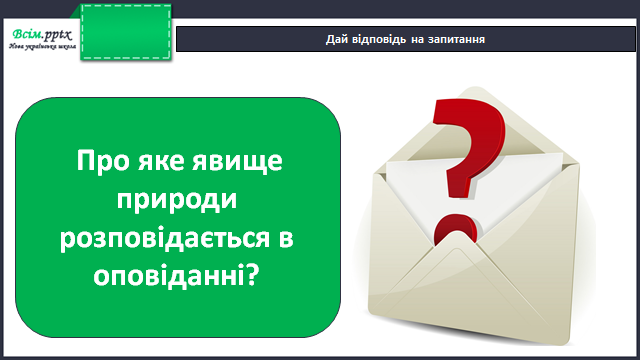 Всім.pptx
Нова українська школа
Дай відповідь на запитання
Про яке явище
природи
розповідається в
оповіданні?